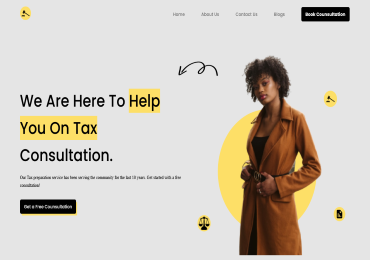 Home About Us Contact Us Blogs Book Counsultation
We Are Here To Help
You On Tax
Consultation.
Our Tax preparation service has been serving the community for the last 10 years. Get started with a free
consultation!
Get a Free Counsultation